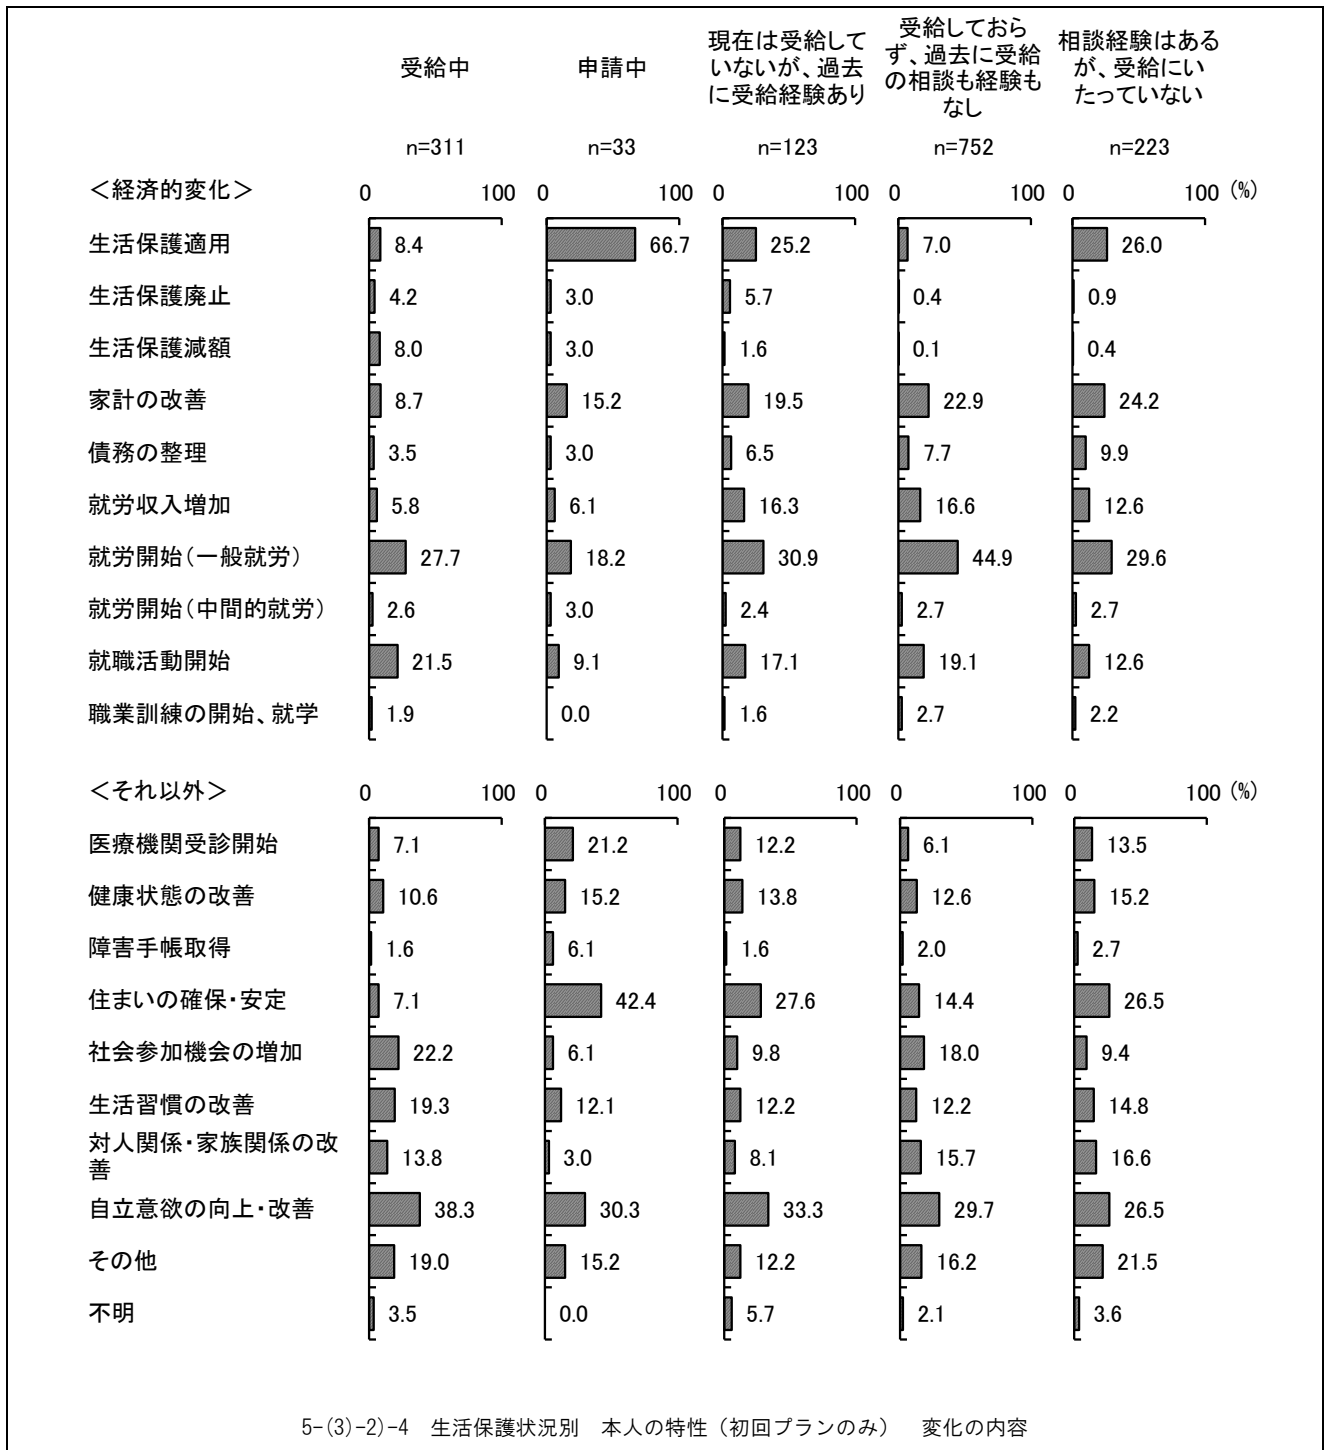 受給中 申請中 現在は受給していないが、過去に受給経験あり 受給しておらず、過去に受給の相談も経験もなし 相談経験はあるが、受給にいたっていない
n=311 n=33 n=123 n=752 n=223
＜経済的変化＞ 0 100 0 100 0 100 0 100 0 100 (%)
生活保護適用 8.4 66.7 25.2 7.0 26.0
生活保護廃止 4.2 3.0 5.7 0.4 0.9
生活保護減額 8.0 3.0 1.6 0.1 0.4
家計の改善 8.7 15.2 19.5 22.9 24.2
債務の整理 3.5 3.0 6.5 7.7 9.9
就労収入増加 5.8 6.1 16.3 16.6 12.6
就労開始(一般就労) 27.7 18.2 30.9 44.9 29.6
就労開始(中間的就労) 2.6 3.0 2.4 2.7 2.7
就職活動開始 21.5 9.1 17.1 19.1 12.6
職業訓練の開始、就学 1.9 0.0 1.6 2.7 2.2
＜それ以外＞ 0 100 0 100 0 100 0 100 0 100 (%)
医療機関受診開始 7.1 21.2 12.2 6.1 13.5
健康状態の改善 10.6 15.2 13.8 12.6 15.2
障害手帳取得 1.6 6.1 1.6 2.0 2.7
住まいの確保・安定 7.1 42.4 27.6 14.4 26.5
社会参加機会の増加 22.2 6.1 9.8 18.0 9.4
生活習慣の改善 19.3 12.1 12.2 12.2 14.8
対人関係・家族関係の改善 13.8 3.0 8.1 15.7 16.6
自立意欲の向上・改善 38.3 30.3 33.3 29.7 26.5
その他 19.0 15.2 12.2 16.2 21.5
不明 3.5 0.0 5.7 2.1 3.6
5-(3)-2)-4 生活保護状況別 本人の特性（初回プランのみ） 変化の内容